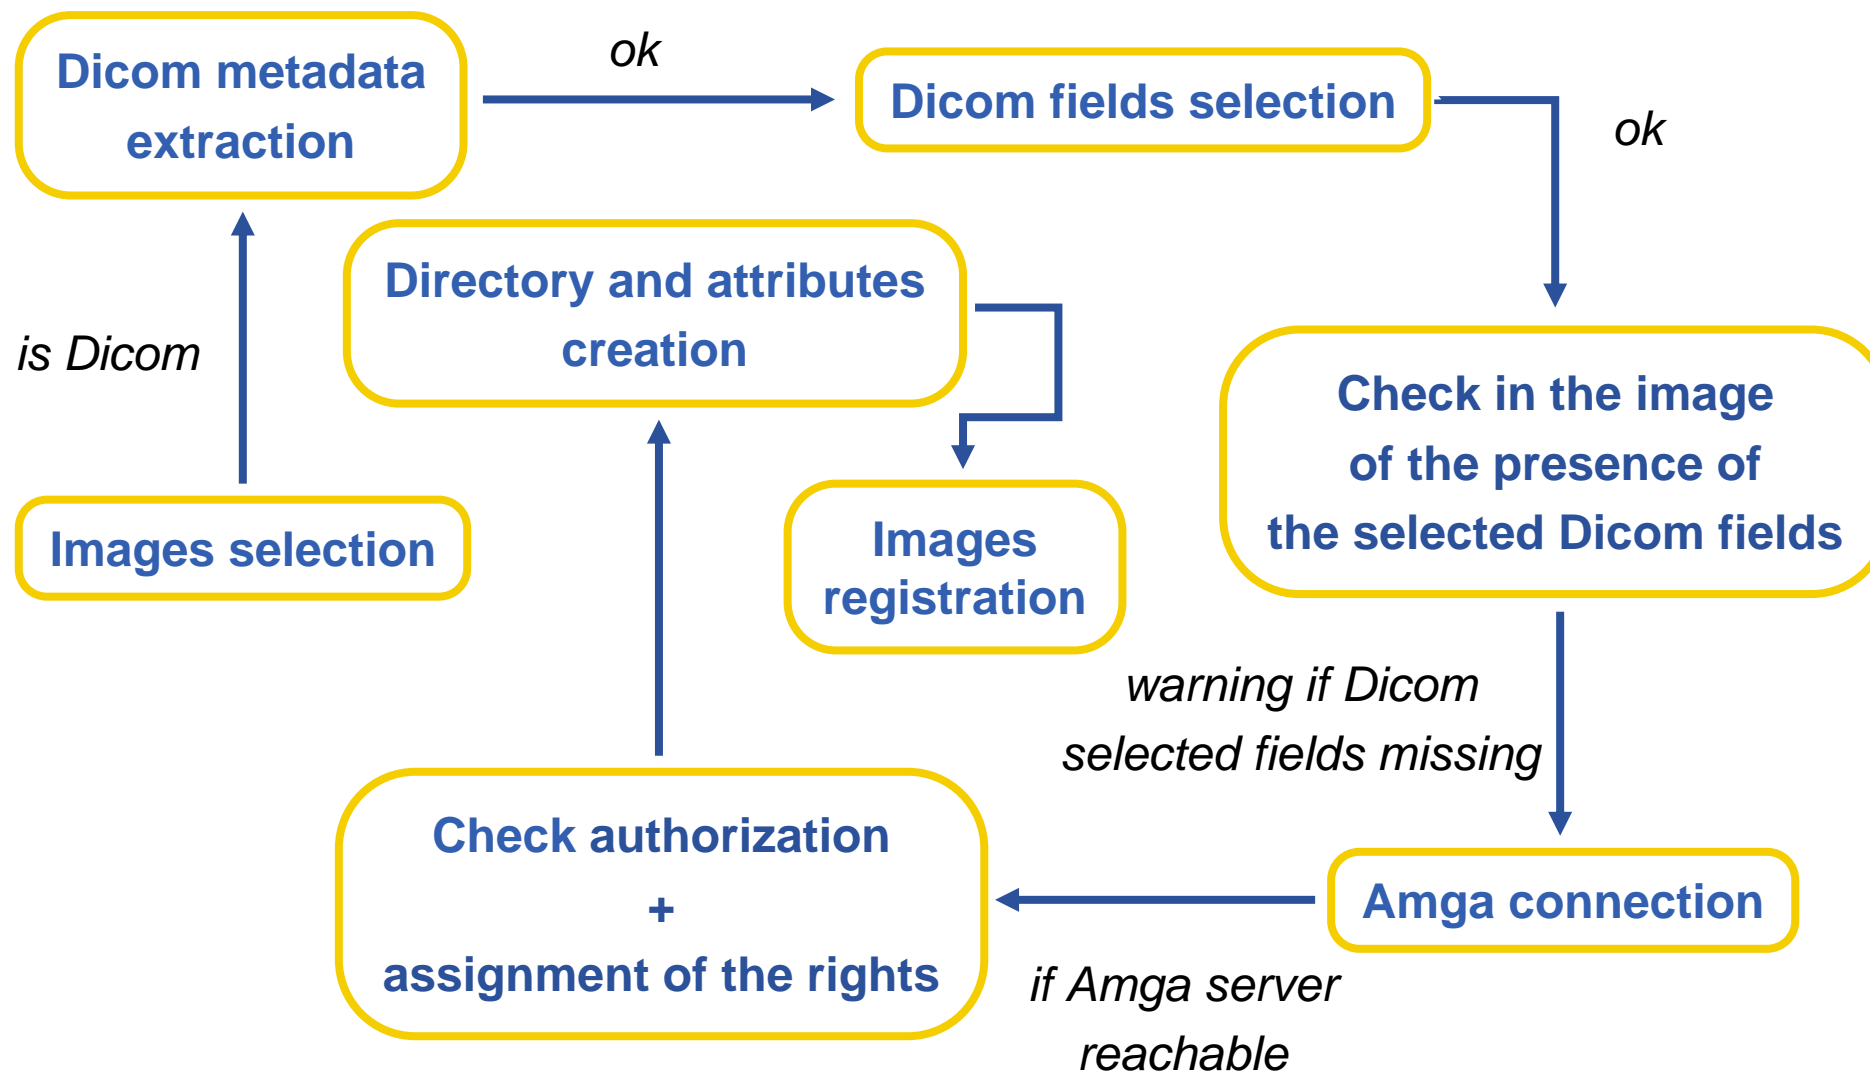 Dicom metadata
extraction
ok
Dicom fields selection
ok
Directory and attributes
creation
is Dicom
Check in the image
of the presence of
the selected Dicom fields
Images selection
Images
registration
warning if Dicom
selected fields missing
Check authorization
+
assignment of the rights
Amga connection
if Amga server
reachable